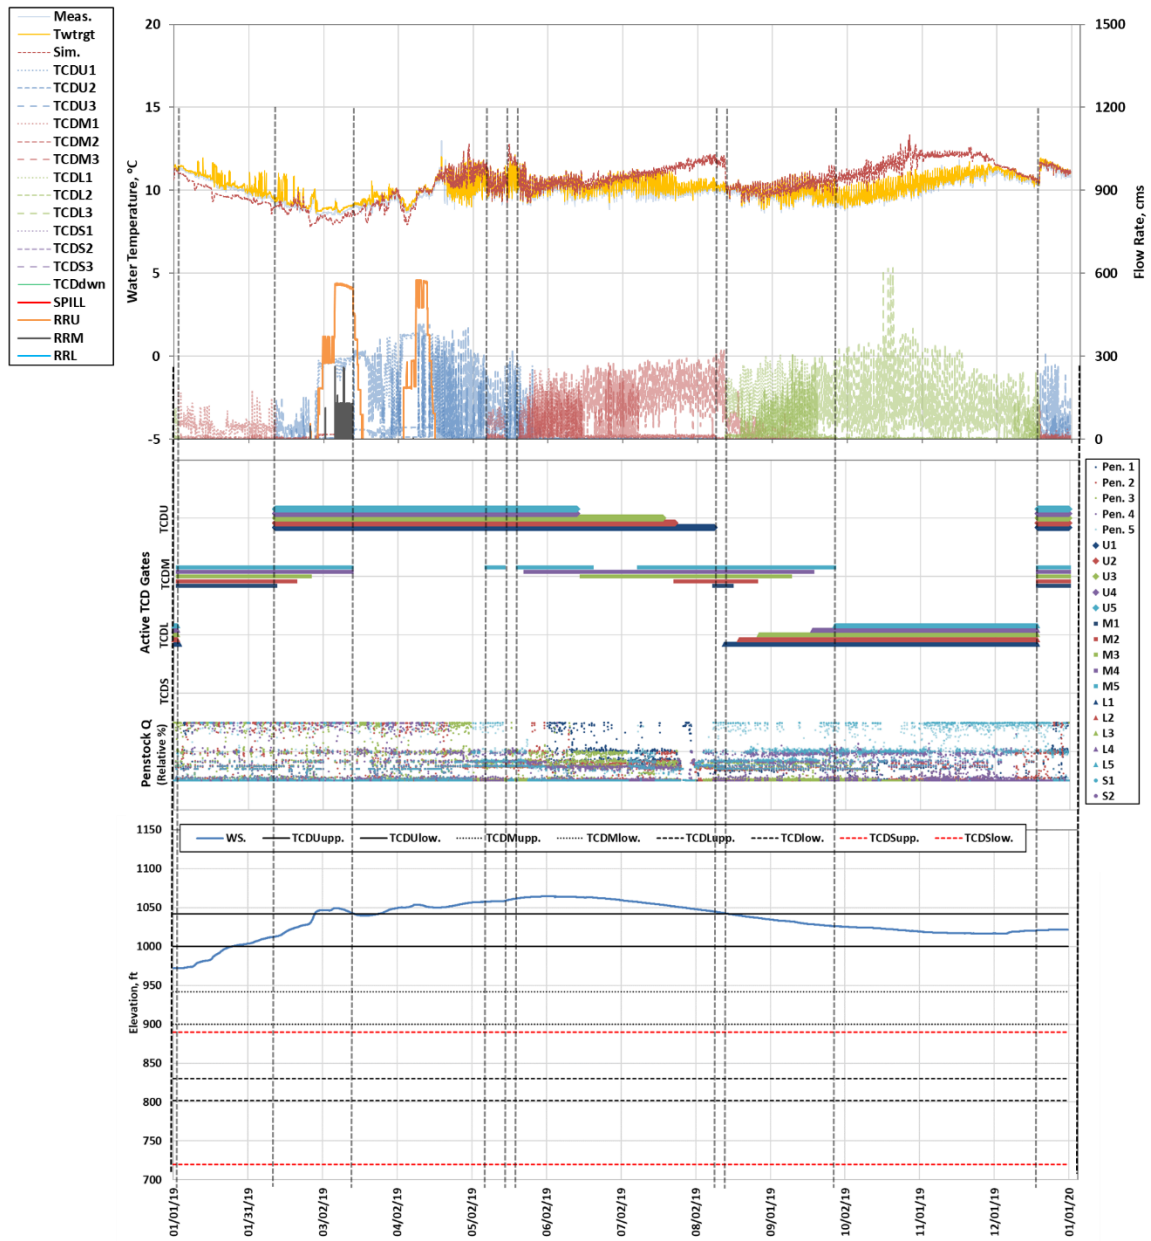 Meas.
Twtrgt
Sim.
TCDU1
TCDU2
TCDU3
TCDM1
TCDM2
TCDM3
TCDL1
TCDL2
TCDL3
TCDS1
TCDS2
TCDS3
TCDdwn
SPILL
RRU
RRM
RRL
Water Temperature, °C
20
15
10
5
0
-5
1500
1200
900
600
300
0
Flow Rate, cms
Active TCD Gates
TCDU
TCDM
TCDL
TCDS
Penstock Q
(Relative %)
Pen. 1
Pen. 2
Pen. 3
Pen. 4
Pen. 5
U1
U2
U3
U4
U5
M1
M2
M3
M4
M5
L1
L2
L3
L4
L5
S1
S2
WS. TCDUupp. TCDUlow. TCDMupp. TCDMlow. TCDLupp. TCDlow. TCDSupp. TCDSlow.
Elevation, ft
1150
1100
1050
1000
950
900
850
800
750
700
01/01/19
01/31/19
03/02/19
04/02/19
05/02/19
06/02/19
07/02/19
08/02/19
09/01/19
10/02/19
11/01/19
12/01/19
01/01/20